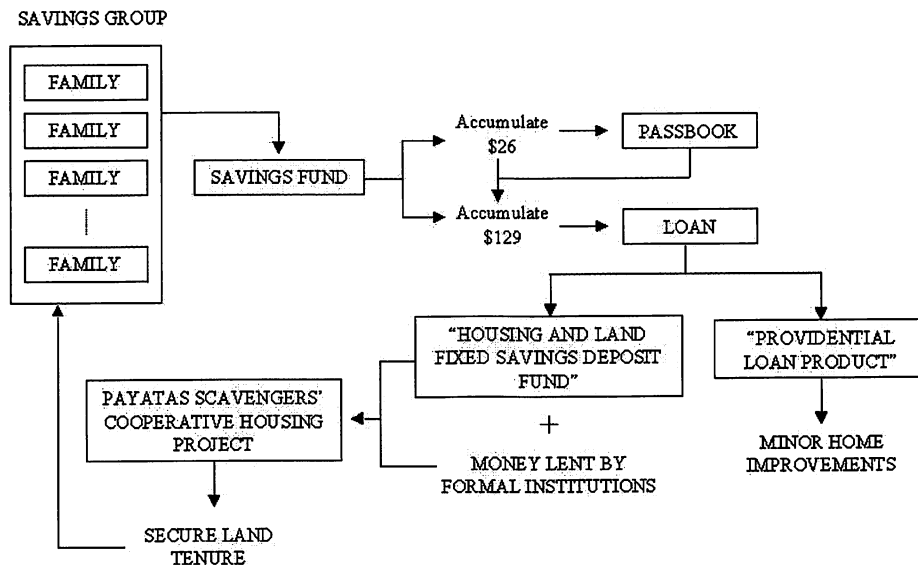 SAVINGS GROUP
FAMILY
FAMILY
FAMILY
FAMILY
SAVINGS FUND
Accumulate
$26
PASSBOOK
Accumulate
$129
LOAN
“HOUSING AND LAND
FIXED SAVINGS DEPOSIT
FUND”
“PROVIDENTIAL
LOAN PRODUCT”
PAYATAS SCAVENGERS’
COOPERATIVE HOUSING
PROJECT
+
MONEY LENT BY
FORMAL INSTITUTIONS
MINOR HOME
IMPROVEMENTS
SECURE LAND
TENURE